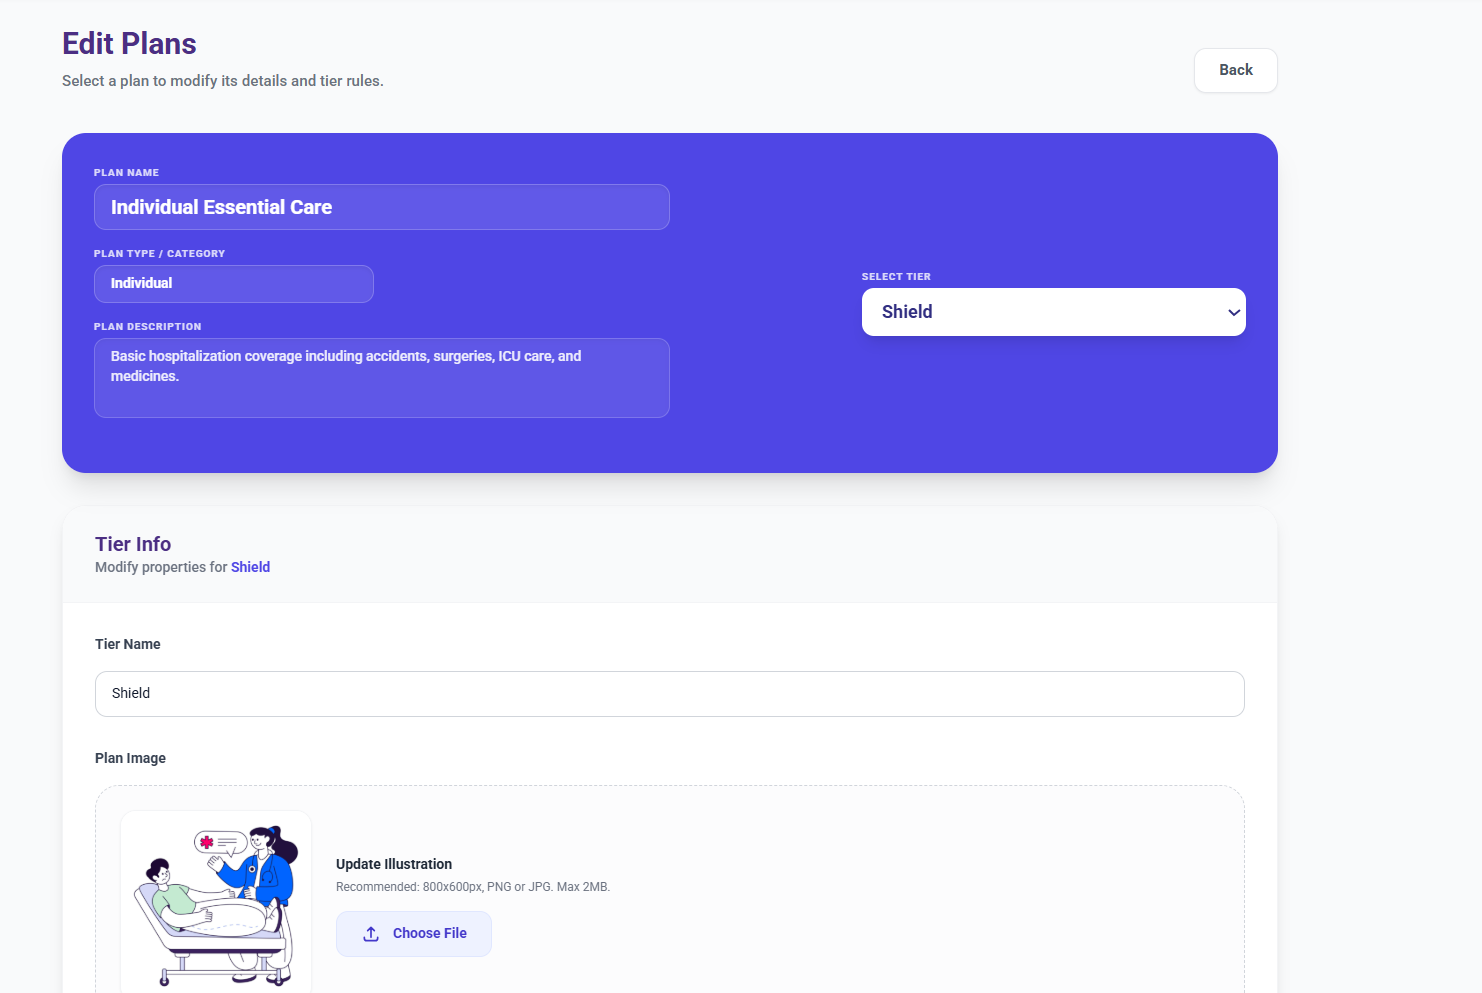 Edit Plans
Select a plan to modify its details and tier rules.
Back
PLAN NAME
Individual Essential Care
PLAN TYPE / CATEGORY
Individual
PLAN DESCRIPTION
Basic hospitalization coverage including accidents, surgeries, ICU care, and
medicines.
SELECT TIER
Shield
Tier Info
Modify properties for Shield
Tier Name
Shield
Plan Image
Update Illustration
Recommended: 800x600px, PNG or JPG. Max 2MB.
Choose File